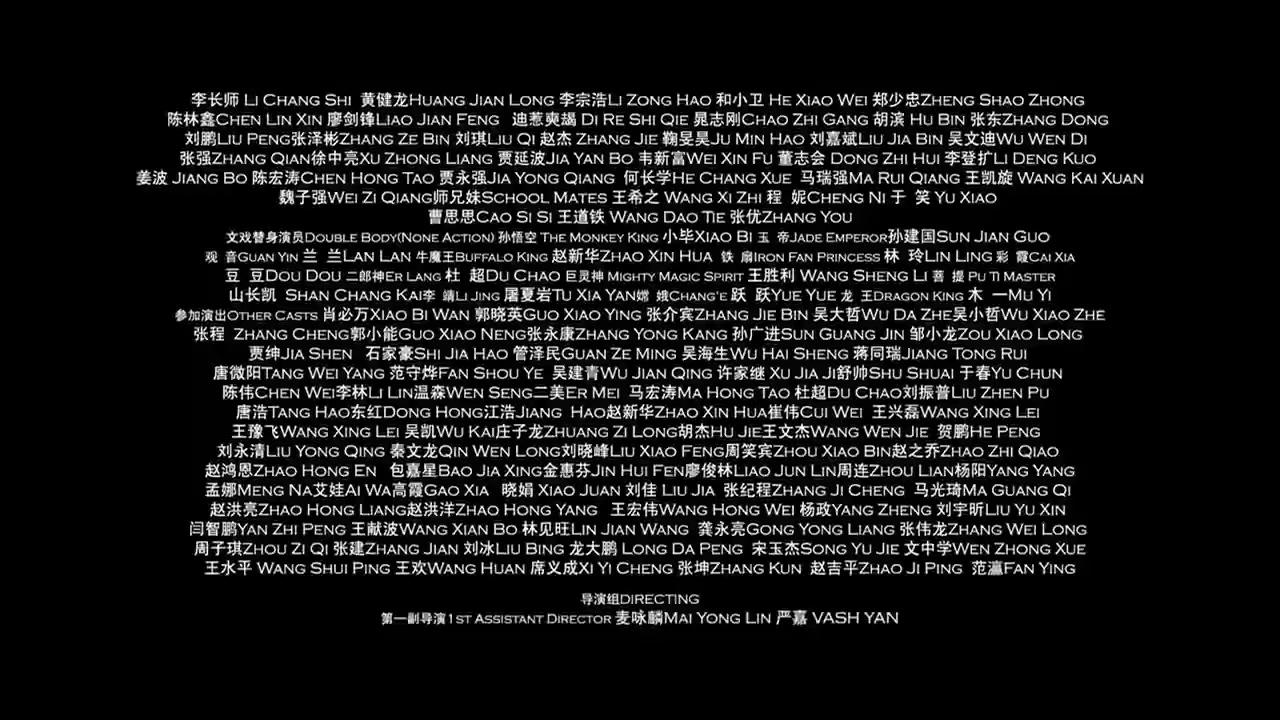 李长师 LI CHANG SHI 黄健龙HUANG JIAN LONG 李宗浩LI ZONG HAO 和小卫 HE XIAO WEI 郑少忠ZHENG SHAO ZHONG
陈林鑫CHEN LIN XIN 廖剑锋LIAO JIAN FENG 迪惹奭趌 DI RE SHI QIE 晁志刚CHAO ZHI GANG 胡滨 HU BIN 张东ZHANG DONG
刘鹏LIU PENG张泽彬ZHANG ZE BIN 刘琪LIU QI 赵杰 ZHANG JIE 鞠旻昊JU MIN HAO 刘嘉斌LIU JIA BIN 吴文迪WU WEN DI
张强ZHANG QIAN徐中亮XU ZHONG LIANG 贾延波JIA YAN BO 韦新富WEI XIN FU 董志会 DONG ZHI HUI 李登扩LI DENG KUO
姜波 JIANG BO 陈宏涛CHEN HONG TAO 贾永强JIA YONG QIANG 何长学HE CHANG XUE 马瑞强MA RUI QIANG 王凯旋 WANG KAI XUAN
魏子强WEI ZI QIANG师兄妹SCHOOL MATES 王希之 WANG XI ZHI 程 妮CHENG NI 于 笑 YU XIAO
曹思思CAO SI SI 王道铁 WANG DAO TIE 张优ZHANG YOU
文戏替身演员DOUBLE BODY(NONE ACTION) 孙悟空 THE MONKEY KING 小毕XIAO BI 玉 帝JADE EMPEROR孙建国SUN JIAN GUO
观 音GUAN YIN 兰 兰LAN LAN 牛魔王BUFFALO KING 赵新华ZHAO XIN HUA 铁 扇IRON FAN PRINCESS 林 玲LIN LING 彩 霞CAI XIA
豆 豆DOU DOU 二郎神ER LANG 杜 超DU CHAO 巨灵神 MIGHTY MAGIC SPIRIT 王胜利 WANG SHENG LI 菩 提 PU TI MASTER
山长凯 SHAN CHANG KAI李 靖LI JING 屠夏岩TU XIA YAN嫦 娥CHANG'E 跃 跃YUE YUE 龙 王DRAGON KING 木 一MU YI
参加演出OTHER CASTS 肖必万XIAO BI WAN 郭晓英GUO XIAO YING 张介宾ZHANG JIE BIN 吴大哲WU DA ZHE吴小哲WU XIAO ZHE
张程 ZHANG CHENG郭小能GUO XIAO NENG张永康ZHANG YONG KANG 孙广进SUN GUANG JIN 邹小龙ZOU XIAO LONG
贾绅JIA SHEN 石家豪SHI JIA HAO 管泽民GUAN ZE MING 吴海生WU HAI SHENG 蒋同瑞JIANG TONG RUI
唐微阳TANG WEI YANG 范守烨FAN SHOU YE 吴建青WU JIAN QING 许家继 XU JIA JI舒帅SHU SHUAI 于春YU CHUN
陈伟CHEN WEI李林LI LIN温森WEN SENG二美ER MEI 马宏涛MA HONG TAO 杜超DU CHAO刘振普LIU ZHEN PU
唐浩TANG HAO东红DONG HONG江浩JIANG HAO赵新华ZHAO XIN HUA崔伟CUI WEI 王兴磊WANG XING LEI
王豫飞WANG XING LEI 吴凯WU KAI庄子龙ZHUANG ZI LONG胡杰HU JIE王文杰WANG WEN JIE 贺鹏HE PENG
刘永清LIU YONG QING 秦文龙QIN WEN LONG刘晓峰LIU XIAO FENG周笑宾ZHOU XIAO BIN赵之乔ZHAO ZHI QIAO
赵鸿恩ZHAO HONG EN 包嘉星BAO JIA XING金惠芬JIN HUI FEN廖俊林LIAO JUN LIN周连ZHOU LIAN杨阳YANG YANG
孟娜MENG NA艾娃AI WA高霞GAO XIA 晓娟 XIAO JUAN 刘佳 LIU JIA 张纪程ZHANG JI CHENG 马光琦MA GUANG QI
赵洪亮ZHAO HONG LIANG赵洪洋ZHAO HONG YANG 王宏伟WANG HONG WEI 杨政YANG ZHENG 刘宇昕LIU YU XIN
闫智鹏YAN ZHI PENG 王献波WANG XIAN BO 林见旺LIN JIAN WANG 龚永亮GONG YONG LIANG 张伟龙ZHANG WEI LONG
周子琪ZHOU ZI QI 张建ZHANG JIAN 刘冰LIU BING 龙大鹏 LONG DA PENG 宋玉杰SONG YU JIE 文中学WEN ZHONG XUE
王水平 WANG SHUI PING 王欢WANG HUAN 席义成XI YI CHENG 张坤ZHANG KUN 赵吉平ZHAO JI PING 范瀛FAN YING
导演组DIRECTING
第一副导演1ST ASSISTANT DIRECTOR 麦咏麟MAI YONG LIN 严嘉 VASH YAN